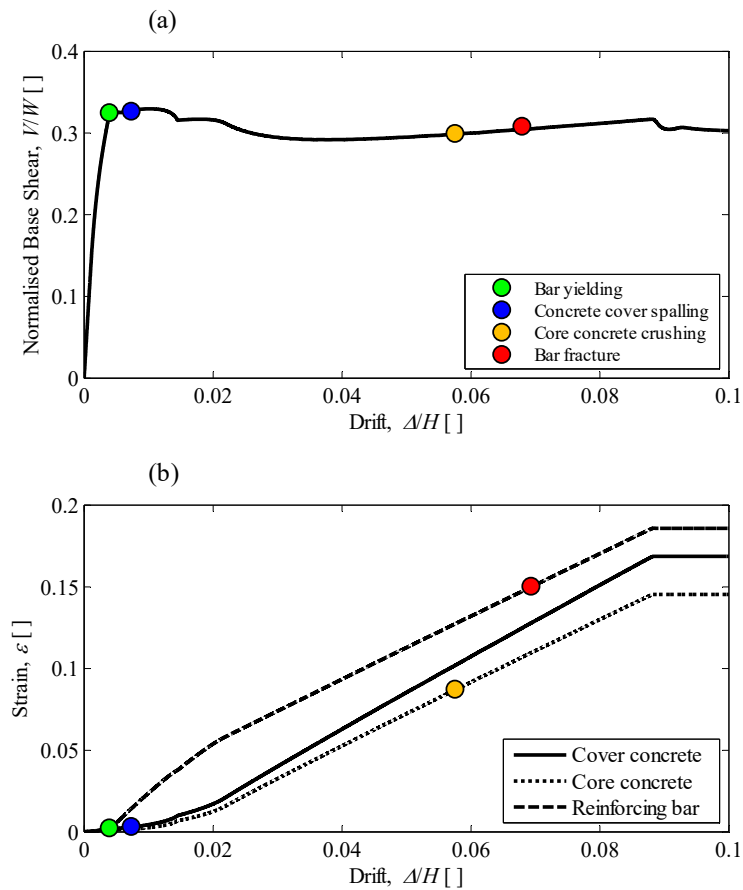 (a)
0.4
0.3
0.2
0.1
0
Normalised Base Shear, V/W [ ]
Bar yielding
Concrete cover spalling
Core concrete crushing
Bar fracture
0 0.02 0.04 0.06 0.08 0.1
Drift, Δ/H [ ]
(b)
0.2
0.15
0.1
0.05
0
Strain, ε [ ]
Cover concrete
Core concrete
Reinforcing bar
0 0.02 0.04 0.06 0.08 0.1
Drift, Δ/H [ ]